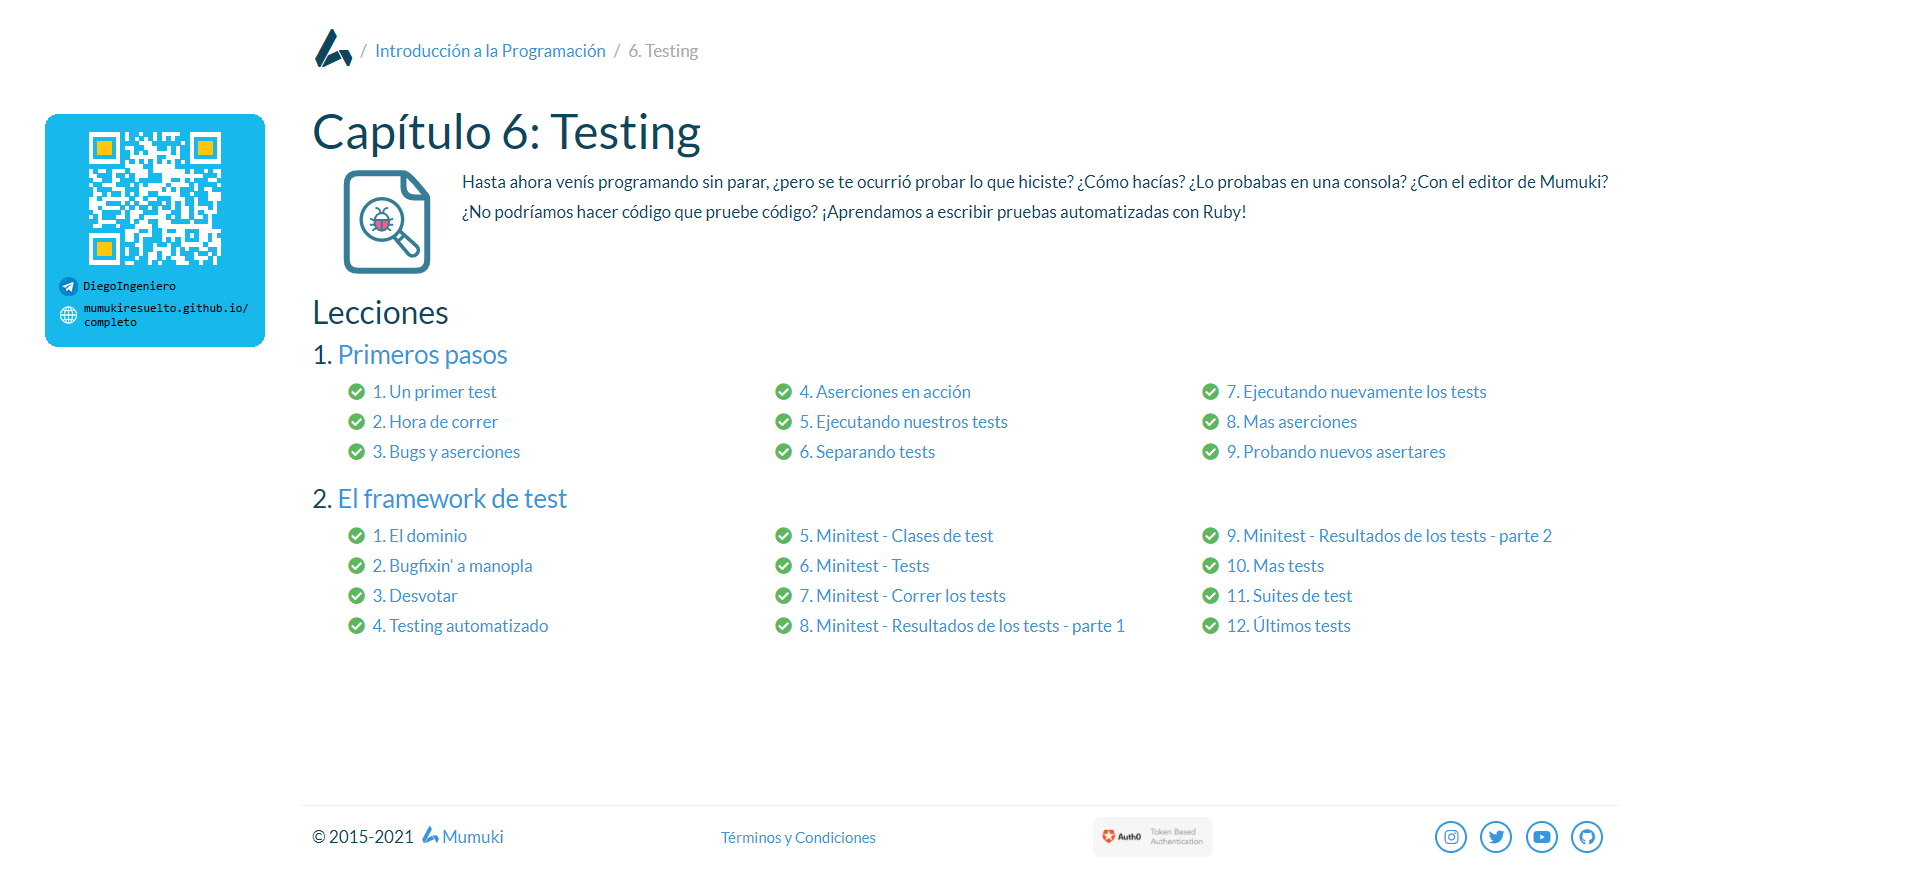 / Introducción a la Programación / 6. Testing
DiegoIngeniero
mumukiresuelto.github.io/
completo
Capítulo 6: Testing
Hasta ahora venís programando sin parar, ¿pero se te ocurrió probar lo que hiciste? ¿Cómo hacías? ¿Lo probabas en una consola? ¿Con el editor de Mumuki?
¿No podríamos hacer código que pruebe código? ¡Aprendamos a escribir pruebas automatizadas con Ruby!
Lecciones
1. Primeros pasos
1. Un primer test
2. Hora de correr
3. Bugs y aserciones
4. Aserciones en acción
5. Ejecutando nuestros tests
6. Separando tests
7. Ejecutando nuevamente los tests
8. Mas aserciones
9. Probando nuevos asertares
2. El framework de test
1. El dominio
2. Bugfixin' a manopla
3. Desvotar
4. Testing automatizado
5. Minitest - Clases de test
6. Minitest - Tests
7. Minitest - Correr los tests
8. Minitest - Resultados de los tests - parte 1
9. Minitest - Resultados de los tests - parte 2
10. Mas tests
11. Suites de test
12. Últimos tests
© 2015-2021 Mumuki
Términos y Condiciones
Auth0
Token Based
Authentication